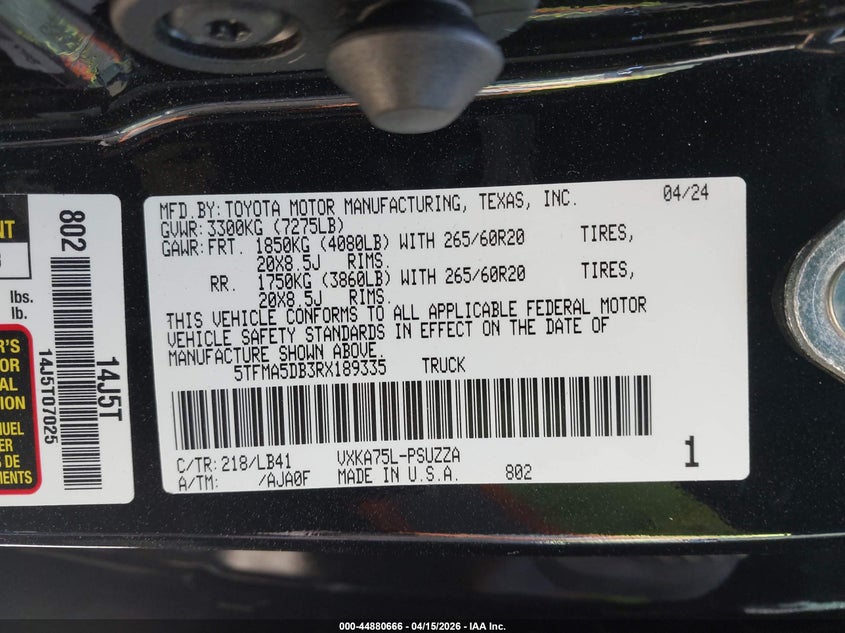 MFD.BY:TOYOTA MOTOR MANUFACTURING, TEXAS, INC. 04/24
GVWR:3300KG (7275LB)
GAWR:FRT. 1850KG (4080LB) WITH 265/60R20 TIRES,
20X8.5J RIMS.
RR. 1750KG (3860LB) WITH 265/60R20 TIRES,
20X8.5J RIMS.
THIS VEHICLE CONFORMS TO ALL APPLICABLE FEDERAL MOTOR
VEHICLE SAFETY STANDARDS IN EFFECT ON THE DATE OF
MANUFACTURE SHOWN ABOVE.
5TFMA5DB3RX189335 TRUCK
C/TR:218/LB41 VXKA75L-PSUZZA
A/TM: /AJA0F MADE IN U.S.A. 802
1
802
14J5T
14J5T07025
lbs.
lb.
000-44880666 - 04/15/2026 - IAA Inc.